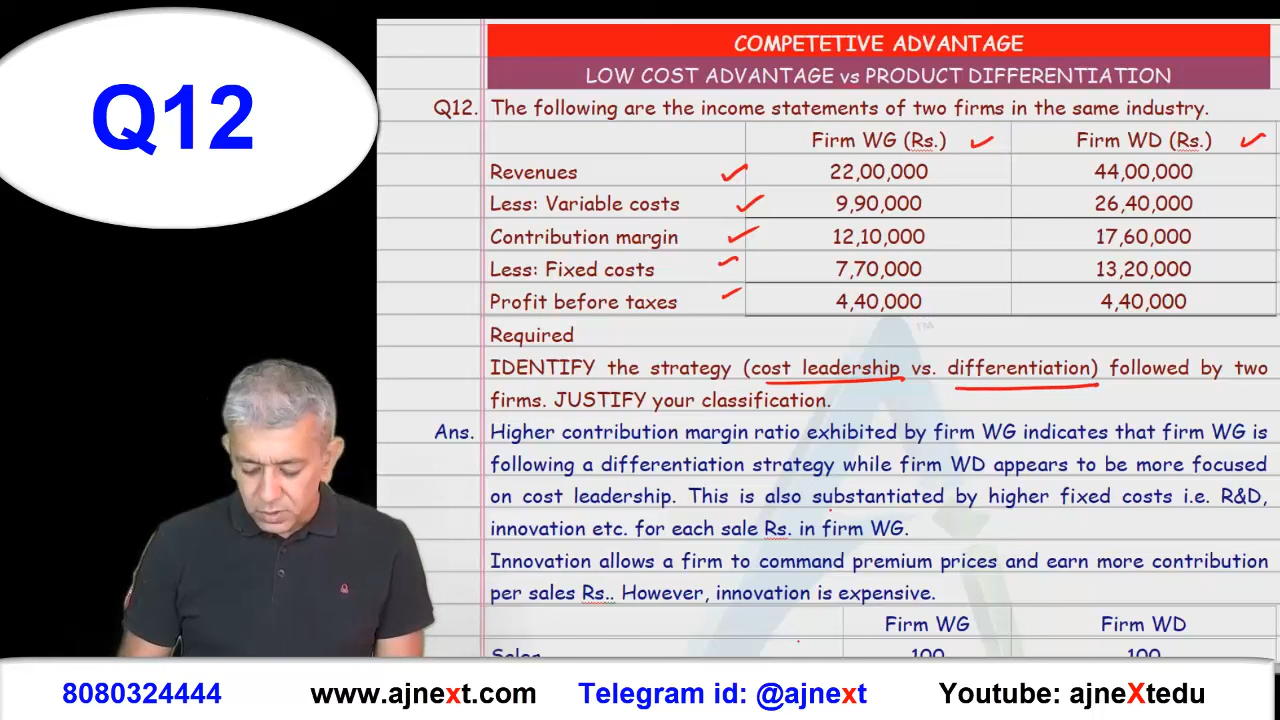 Q12
COMPETETIVE ADVANTAGE
LOW COST ADVANTAGE vs PRODUCT DIFFERENTIATION
Q12. The following are the income statements of two firms in the same industry.
Firm WG (Rs.) Firm WD (Rs.)
Revenues 22,00,000 44,00,000
Less: Variable costs 9,90,000 26,40,000
Contribution margin 12,10,000 17,60,000
Less: Fixed costs 7,70,000 13,20,000
Profit before taxes 4,40,000 4,40,000
TM
Required
IDENTIFY the strategy (cost leadership vs. differentiation) followed by two
firms. JUSTIFY your classification.
Ans. Higher contribution margin ratio exhibited by firm WG indicates that firm WG is
following a differentiation strategy while firm WD appears to be more focused
on cost leadership. This is also substantiated by higher fixed costs i.e. R&D,
innovation etc. for each sale Rs. in firm WG.
Innovation allows a firm to command premium prices and earn more contribution
per sales Rs.. However, innovation is expensive.
Firm WG Firm WD
Sales 100 100
8080324444 www.ajnext.com Telegram id: @ajnext Youtube: ajneXtedu